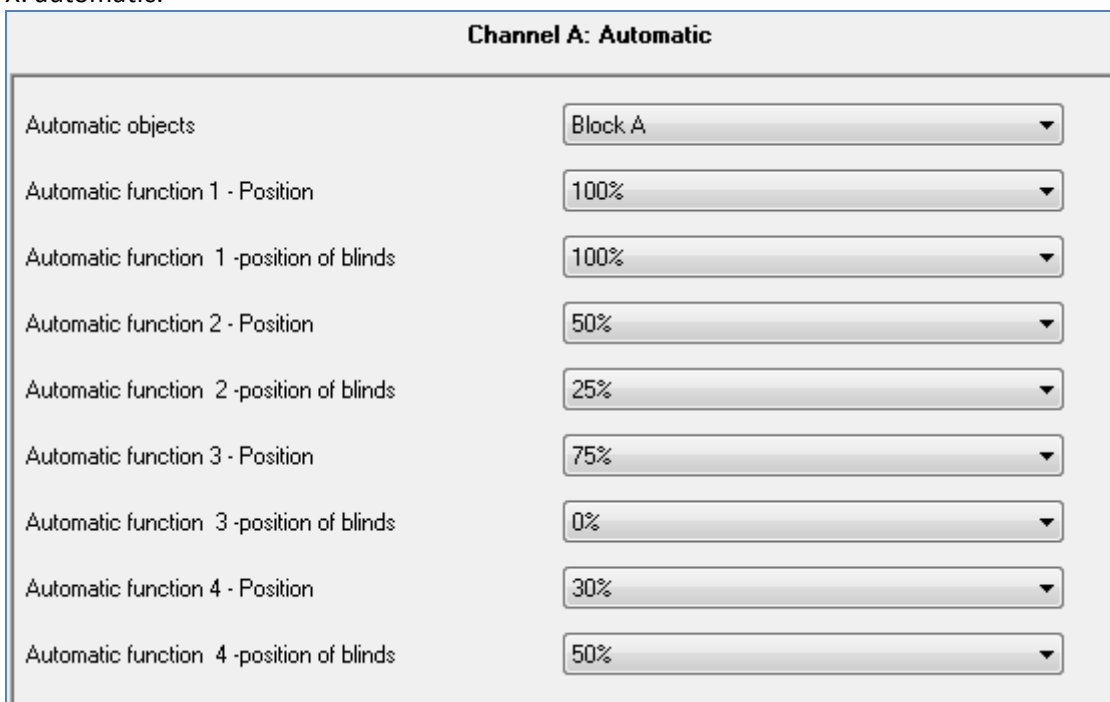 X: automatic.
Channel A: Automatic
Automatic objects Block A
Automatic function 1 - Position 100%
Automatic function  1 -position of blinds 100%
Automatic function 2 - Position 50%
Automatic function  2 -position of blinds 25%
Automatic function 3 - Position 75%
Automatic function  3 -position of blinds 0%
Automatic function 4 - Position 30%
Automatic function  4 -position of blinds 50%